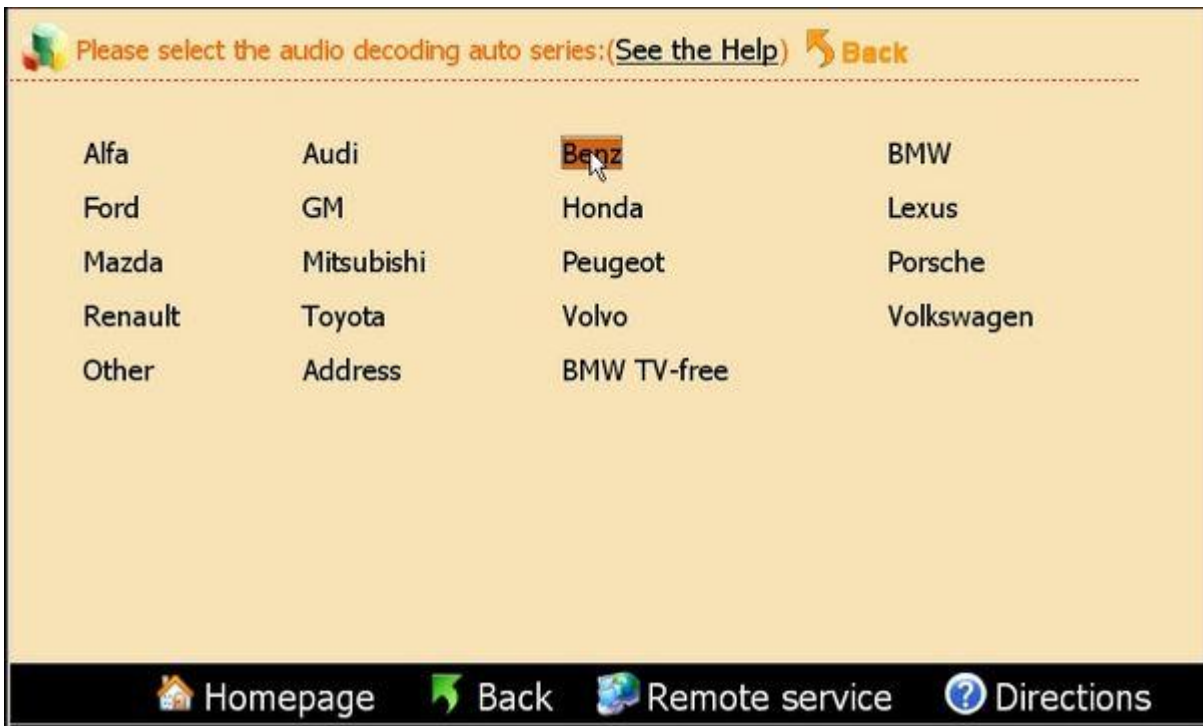 Please select the audio decoding auto series:(See the Help) Back
Alfa Audi Benz BMW
Ford GM Honda Lexus
Mazda Mitsubishi Peugeot Porsche
Renault Toyota Volvo Volkswagen
Other Address BMW TV-free
Homepage Back Remote service ? Directions